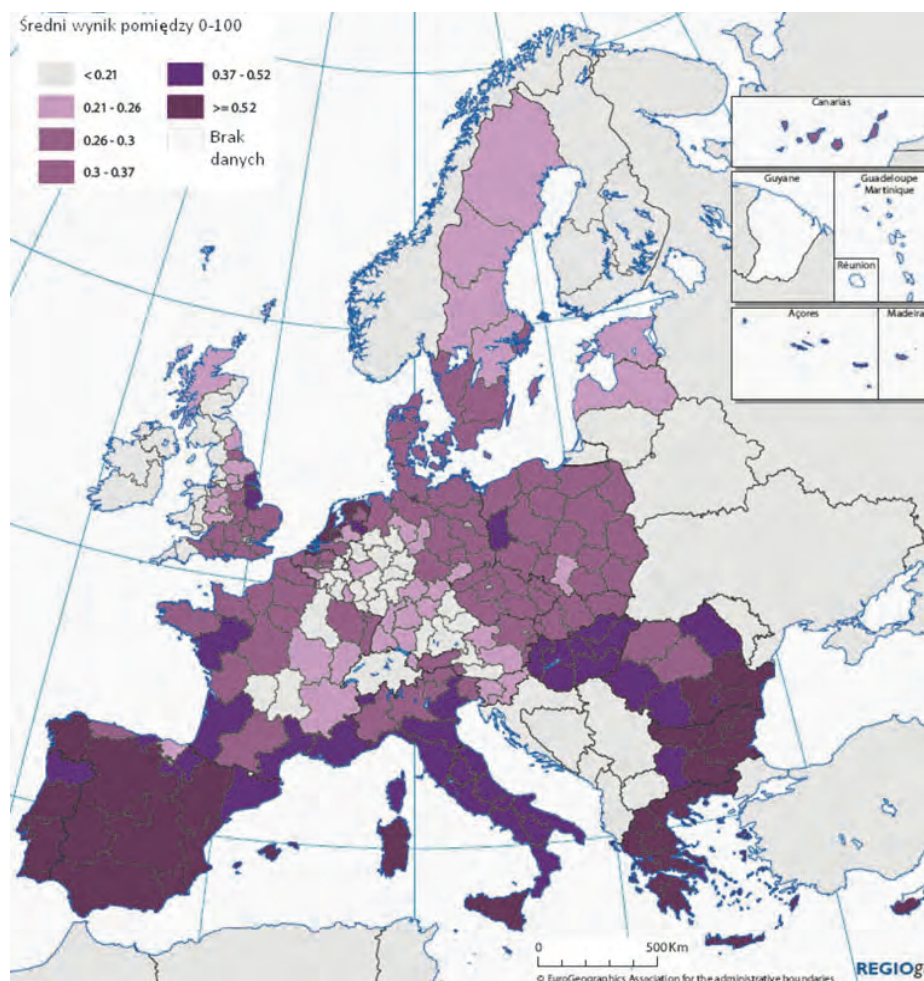 Średni wynik pomiędzy 0-100
< 0.21
0.21 - 0.26
0.26 - 0.3
0.3 - 0.37
0.37 - 0.52
>= 0.52
Brak
danych
Canarias
Guyane
Guadeloupe
Martinique
Réunion
Açores
Madeira
0
500 Km
© EuroGeographics Association for the administrative boundaries
REGIOg